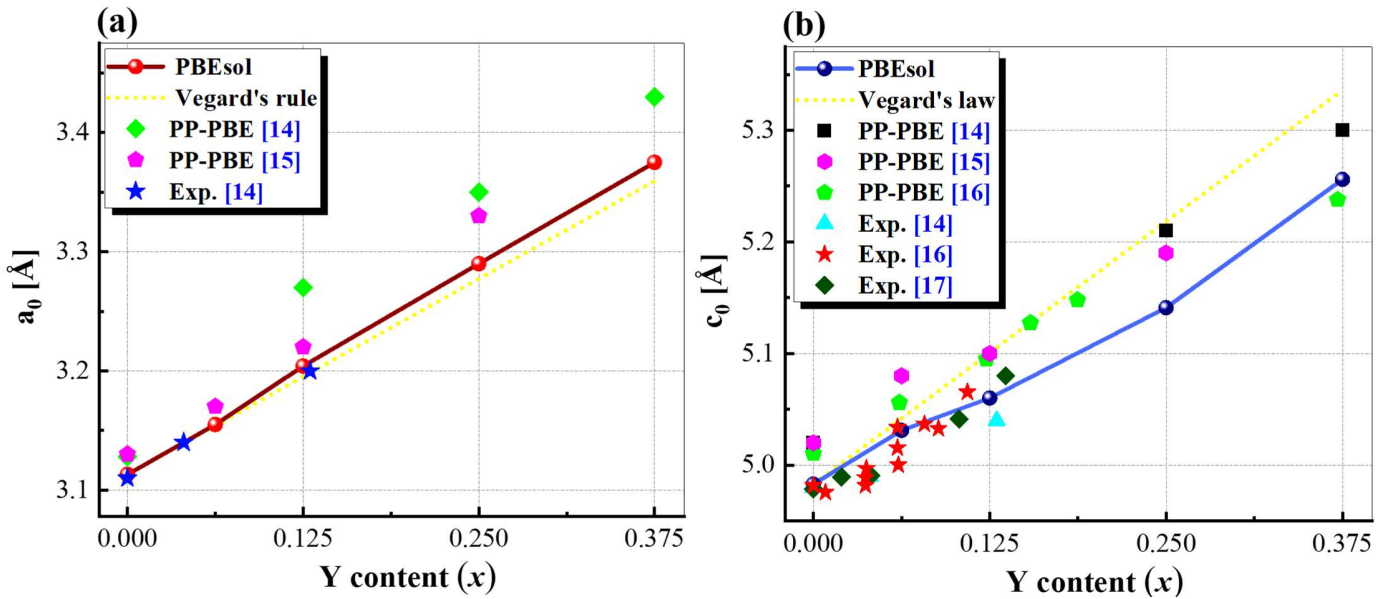 (a)
PBEsol
Vegard's rule
PP-PBE [14]
PP-PBE [15]
Exp. [14]
3.4
3.3
3.2
3.1
a0 [Å]
0.000
0.125
0.250
0.375
Y content (x)
(b)
PBEsol
Vegard's law
PP-PBE [14]
PP-PBE [15]
PP-PBE [16]
Exp. [14]
Exp. [16]
Exp. [17]
5.3
5.2
5.1
5.0
c0 [Å]
0.000
0.125
0.250
0.375
Y content (x)